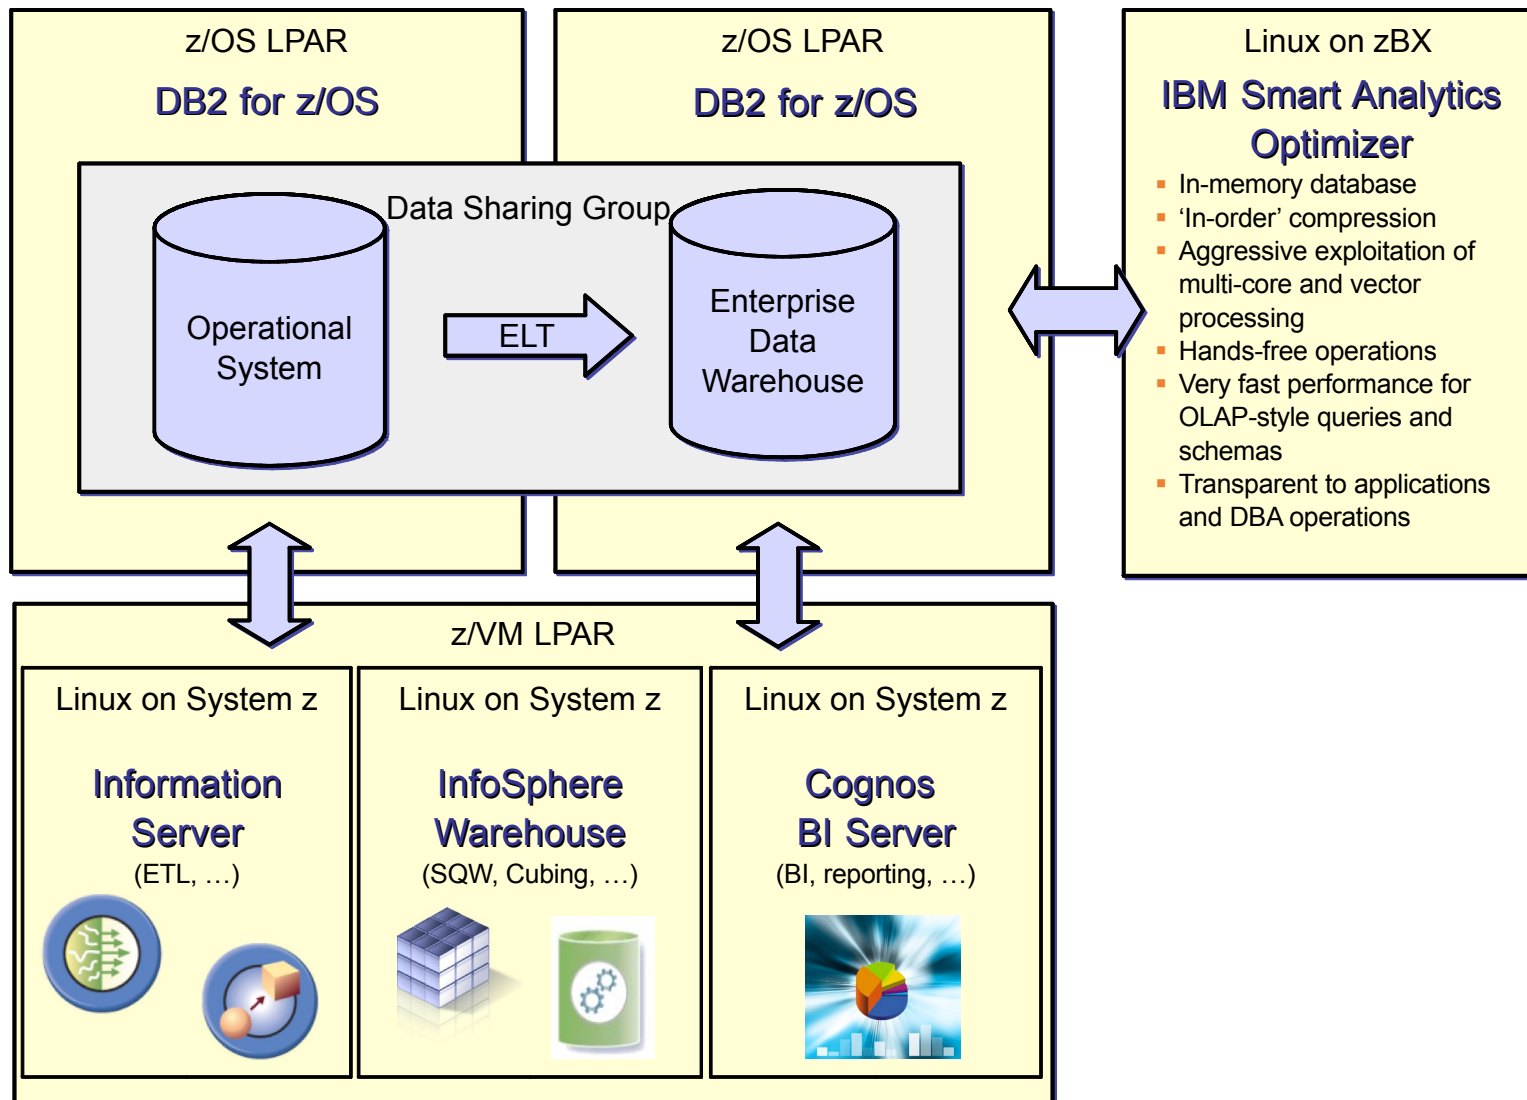 z/OS LPAR
DB2 for z/OS
z/OS LPAR
DB2 for z/OS
Data Sharing Group
Operational
System
ELT
Enterprise
Data
Warehouse
Linux on zBX
IBM Smart Analytics
Optimizer
▪ In-memory database
▪ ‘In-order’ compression
▪ Aggressive exploitation of
multi-core and vector
processing
▪ Hands-free operations
▪ Very fast performance for
OLAP-style queries and
schemas
▪ Transparent to applications
and DBA operations
z/VM LPAR
Linux on System z
Information
Server
(ETL, …)
Linux on System z
InfoSphere
Warehouse
(SQW, Cubing, …)
Linux on System z
Cognos
BI Server
(BI, reporting, …)